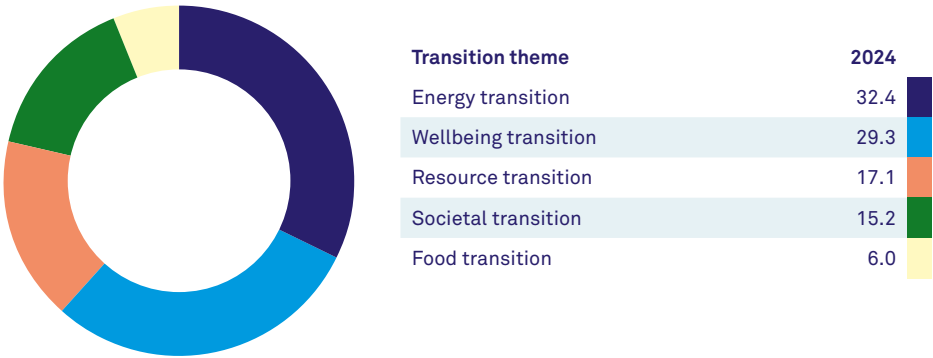 Transition theme 2024
Energy transition 32.4
Wellbeing transition 29.3
Resource transition 17.1
Societal transition 15.2
Food transition 6.0